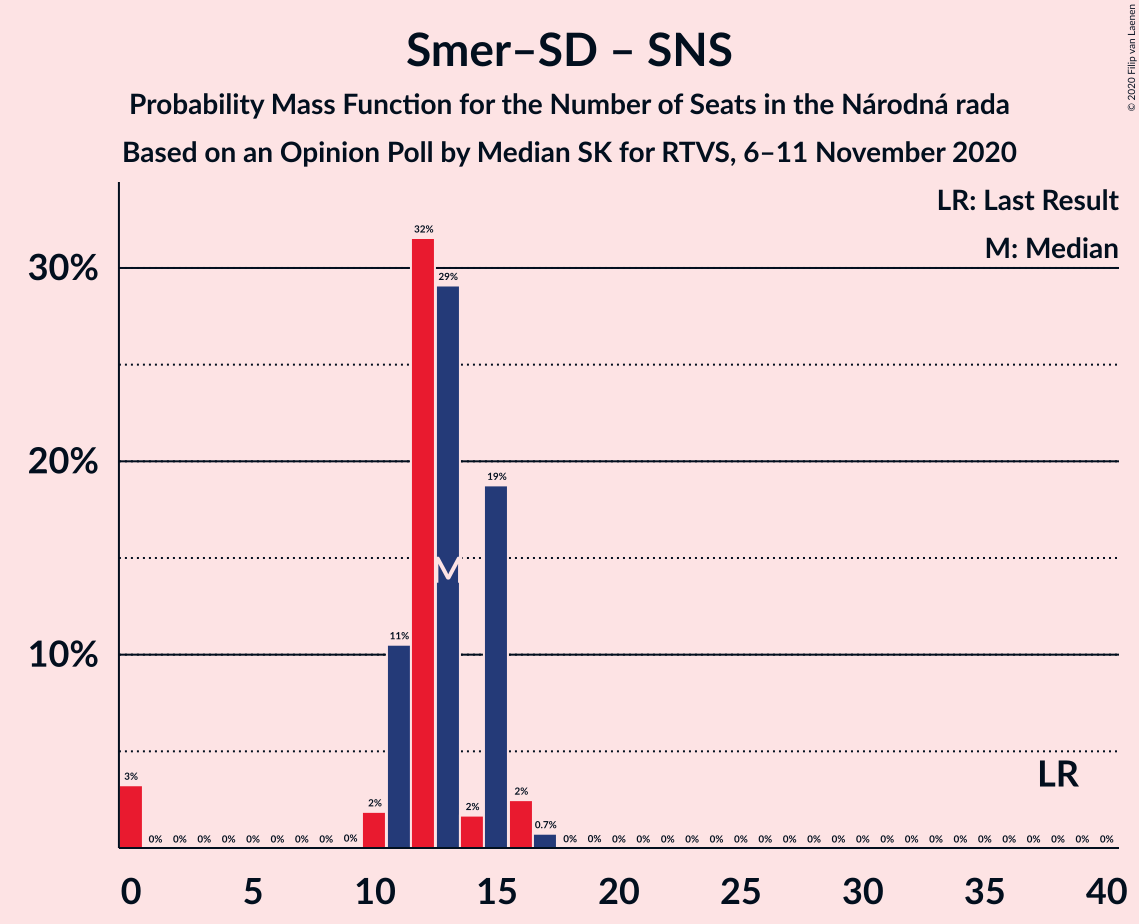 Smer–SD – SNS
Probability Mass Function for the Number of Seats in the Národná rada
Based on an Opinion Poll by Median SK for RTVS, 6–11 November 2020
© 2020 Filip van Laenen
LR: Last Result
M: Median
30%
20%
10%
3% 0% 0% 0% 0% 0% 0% 0% 0% 0% 2% 11% 32% 29% 2% 19% 2% 0.7% 0% 0% 0% 0% 0% 0% 0% 0% 0% 0% 0% 0% 0% 0% 0% 0% 0% 0% 0% 0% 0% 0% 0%
M
LR
0 5 10 15 20 25 30 35 40